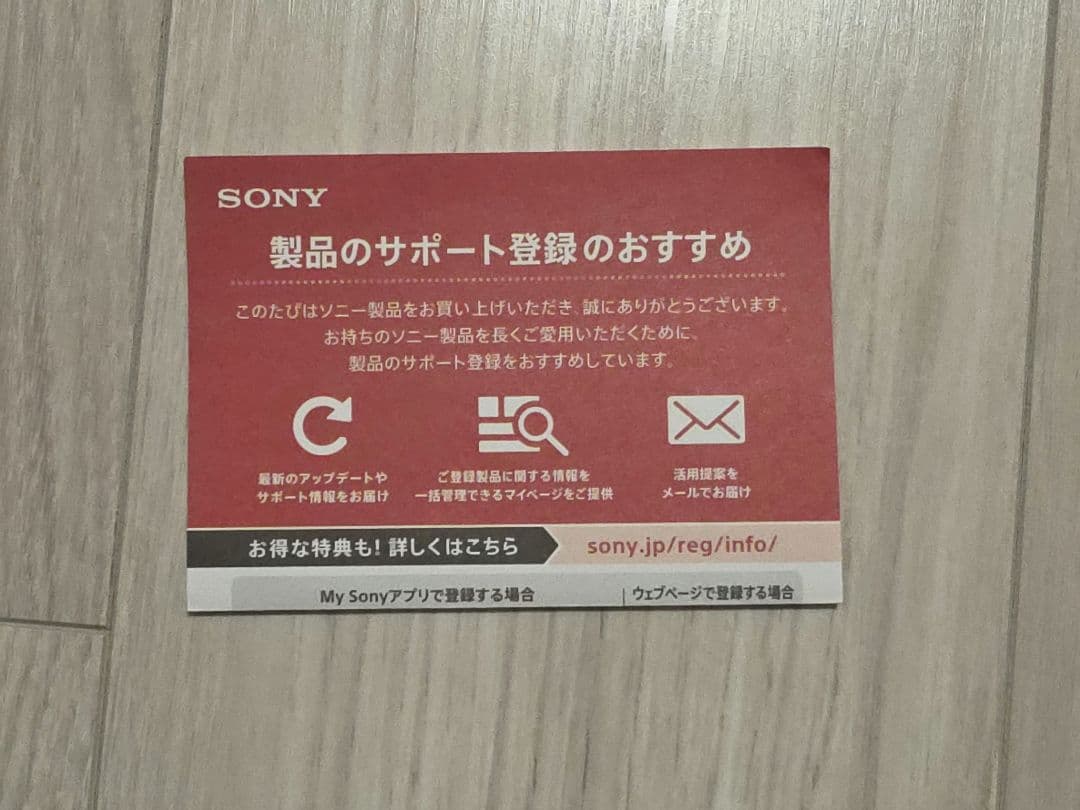 SONY
製品のサポート登録のおすすめ
このたびはソニー製品をお買い上げいただき、誠にありがとうございます。
お持ちのソニー製品を長くご愛用いただくために、
製品のサポート登録をおすすめしています。
最新のアップデートや
サポート情報をお届け
ご登録製品に関する情報を
一括管理できるマイページをご提供
活用提案を
メールでお届け
お得な特典も! 詳しくはこちら
sony.jp/reg/info/
My Sonyアプリで登録する場合
ウェブページで登録する場合